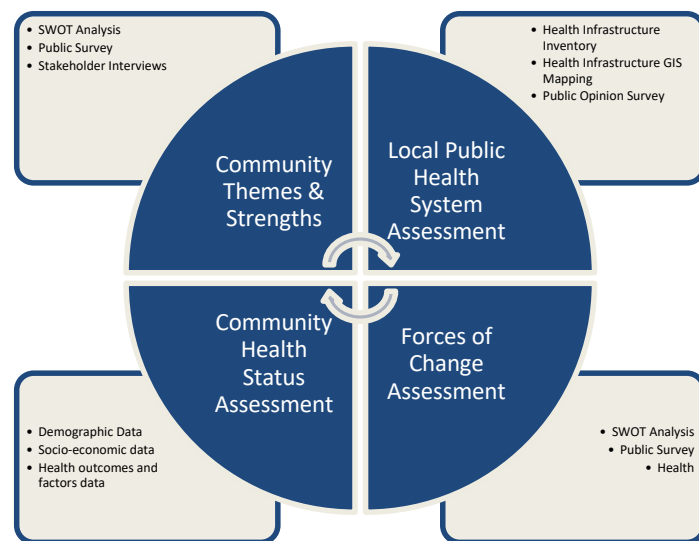 • SWOT Analysis
• Public Survey
• Stakeholder Interviews
• Health Infrastructure
Inventory
• Health Infrastructure GIS
Mapping
• Public Opinion Survey
Community
Themes &
Strengths
Local Public
Health
System
Assessment
Community
Health
Status
Assessment
Forces of
Change
Assessment
• Demographic Data
• Socio-economic data
• Health outcomes and
factors data
• SWOT Analysis
• Public Survey
• Health